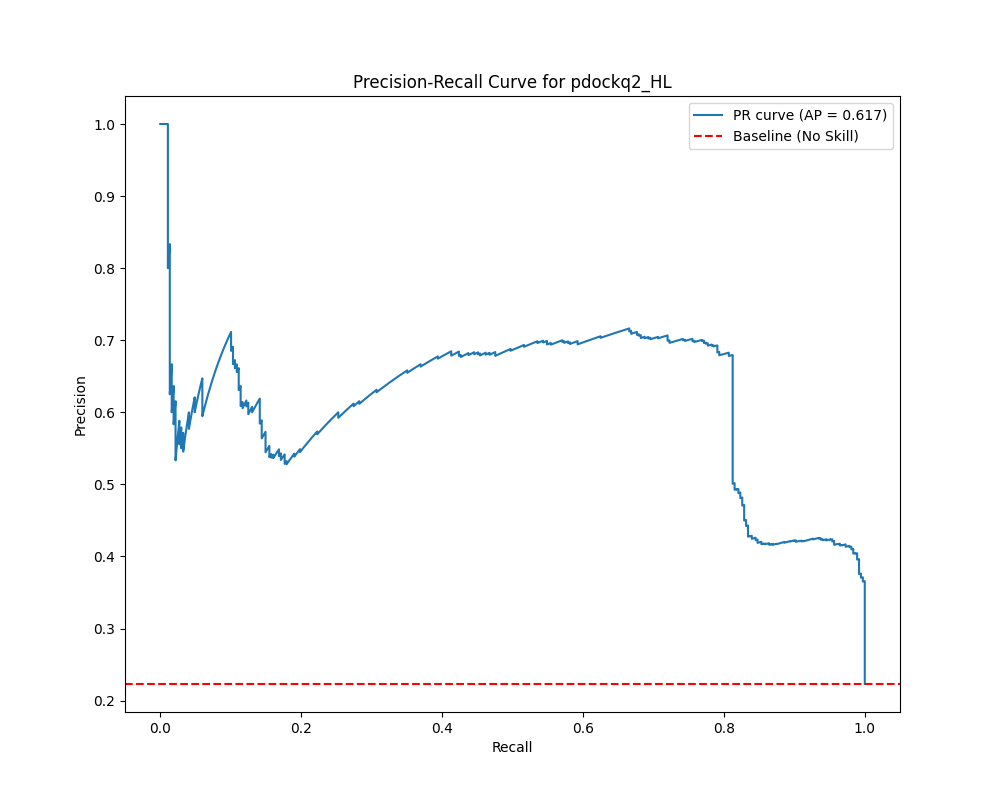 Precision-Recall Curve for pdockq2_HL
PR curve (AP = 0.617)
Baseline (No Skill)
Precision
1.0
0.9
0.8
0.7
0.6
0.5
0.4
0.3
0.2
0.0 0.2 0.4 0.6 0.8 1.0
Recall